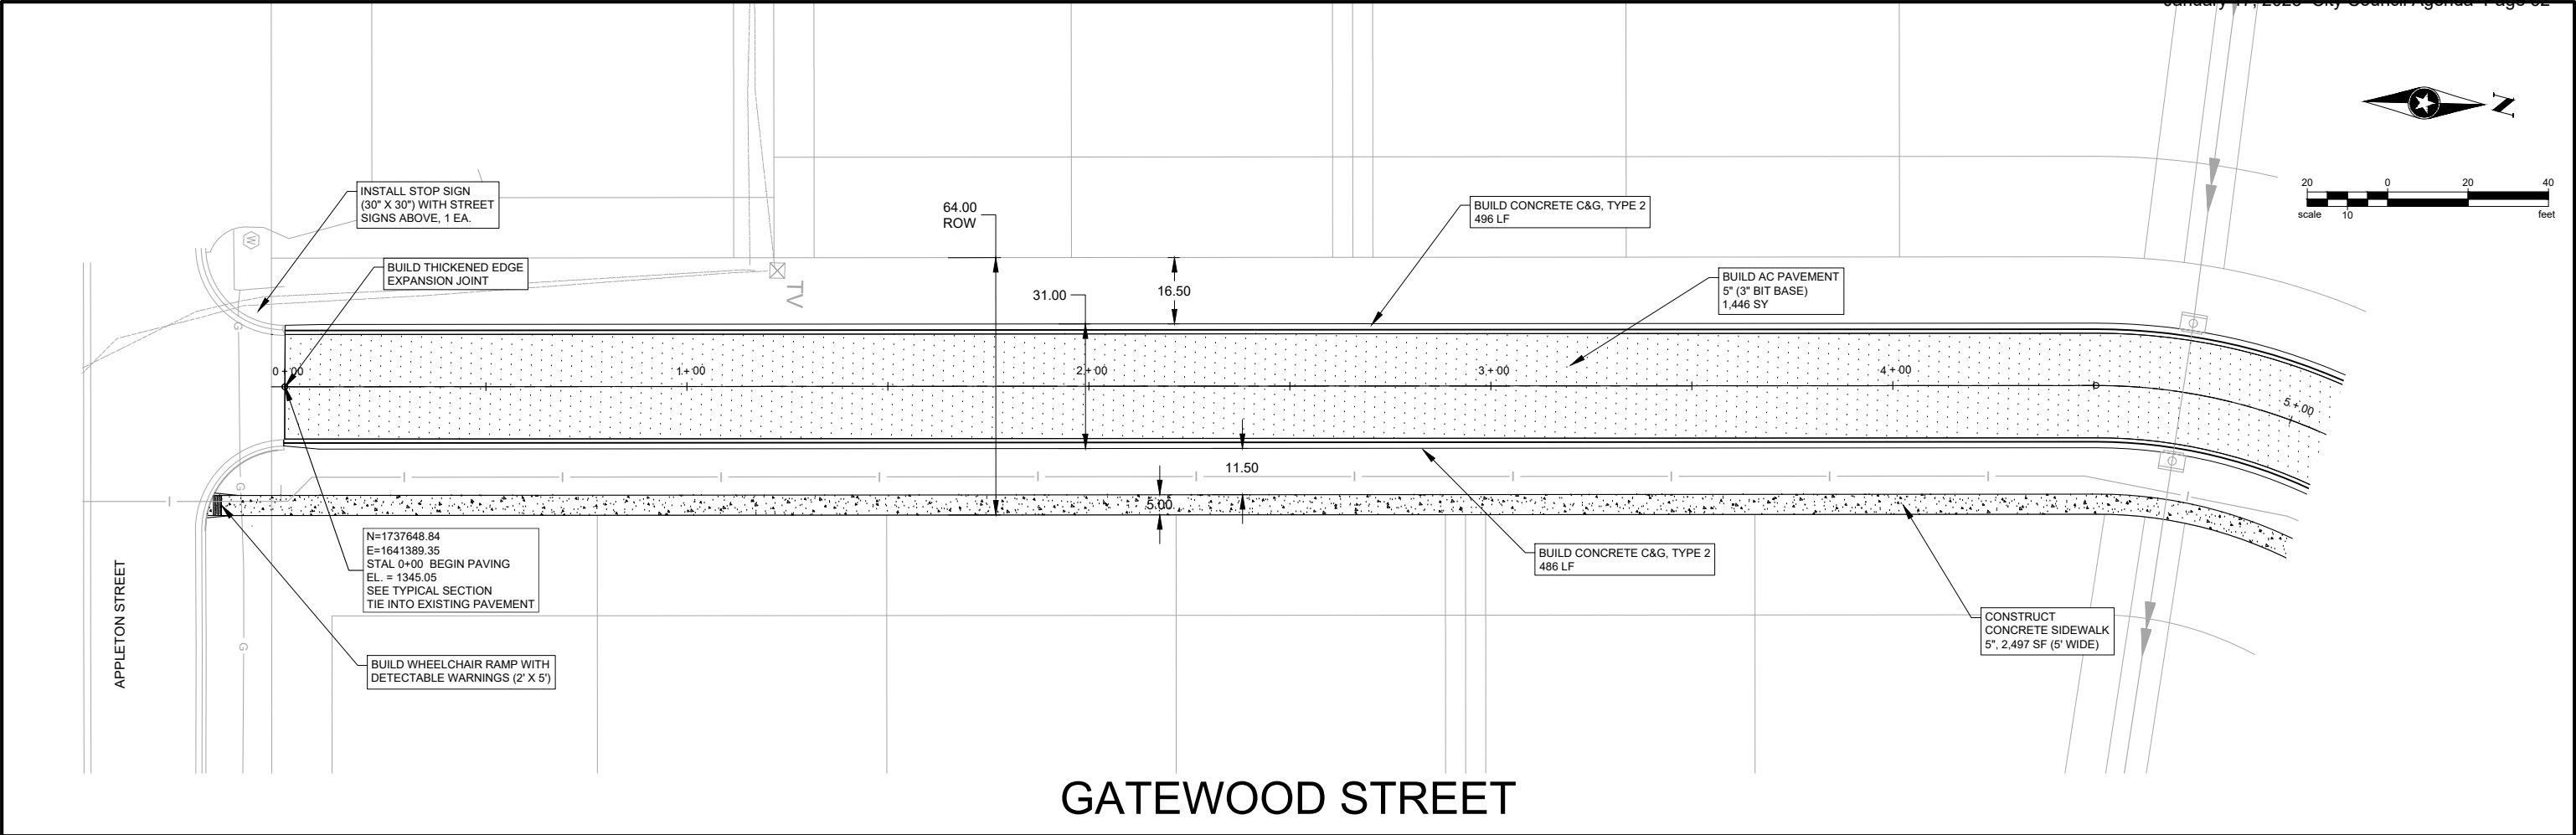 INSTALL STOP SIGN
(30" X 30") WITH STREET
SIGNS ABOVE, 1 EA.
BUILD THICKENED EDGE
EXPANSION JOINT
W
TV
64.00
ROW
31.00
16.50
BUILD CONCRETE C&G, TYPE 2
496 LF
BUILD AC PAVEMENT
5" (3" BIT BASE)
1,446 SY
N
20 0 20 40
scale 10 feet
G
0+00
1+00
2+00
3+00
4+00
5+00
11.50
5.00
G
G
N=1737648.84
E=1641389.35
STAL 0+00 BEGIN PAVING
EL. = 1345.05
SEE TYPICAL SECTION
TIE INTO EXISTING PAVEMENT
BUILD CONCRETE C&G, TYPE 2
486 LF
CONSTRUCT
CONCRETE SIDEWALK
5", 2,497 SF (5' WIDE)
BUILD WHEELCHAIR RAMP WITH
DETECTABLE WARNINGS (2' X 5')
APPLETON STREET
GATEWOOD STREET